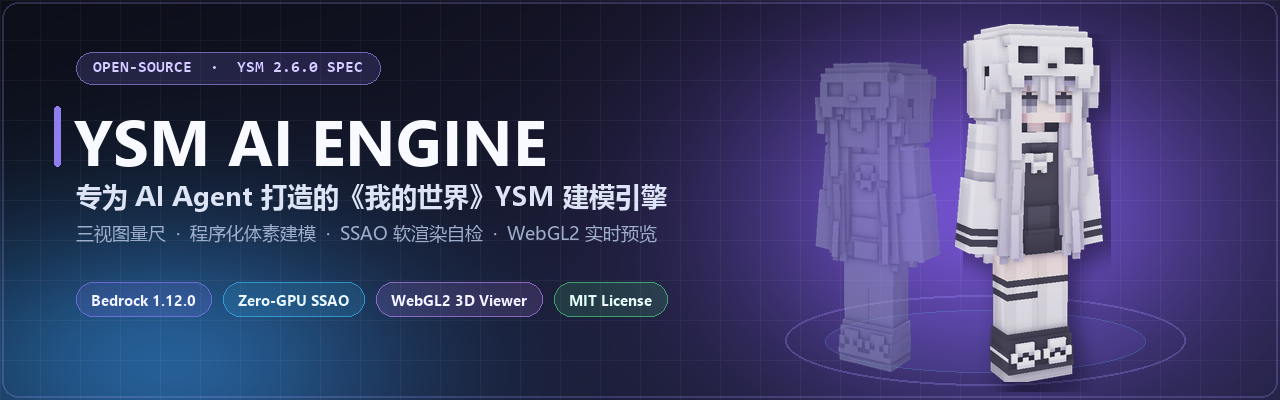 OPEN-SOURCE · YSM 2.6.0 SPEC
YSM AI ENGINE
专为 AI Agent 打造的《我的世界》YSM 建模引擎
三视图量尺 · 程序化体素建模 · SSAO 软渲染自检 · WebGL2 实时预览
Bedrock 1.12.0
Zero-GPU SSAO
WebGL2 3D Viewer
MIT License